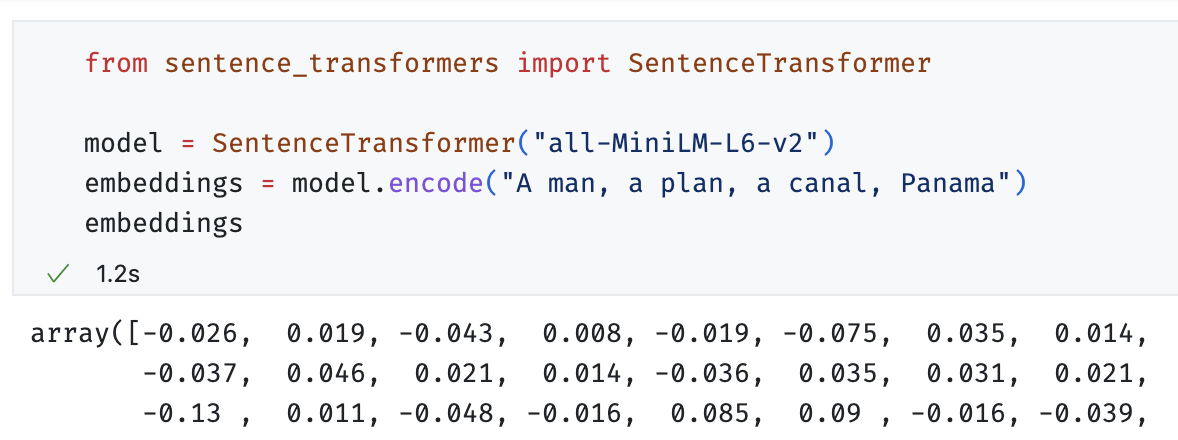 from sentence_transformers import SentenceTransformer
model = SentenceTransformer("all-MiniLM-L6-v2")
embeddings = model.encode("A man, a plan, a canal, Panama")
embeddings
✓ 1.2s
array([-0.026,  0.019, -0.043,  0.008, -0.019, -0.075,  0.035,  0.014,
       -0.037,  0.046,  0.021,  0.014, -0.036,  0.035,  0.031,  0.021,
       -0.13 ,  0.011, -0.048, -0.016,  0.085,  0.09 , -0.016, -0.039,